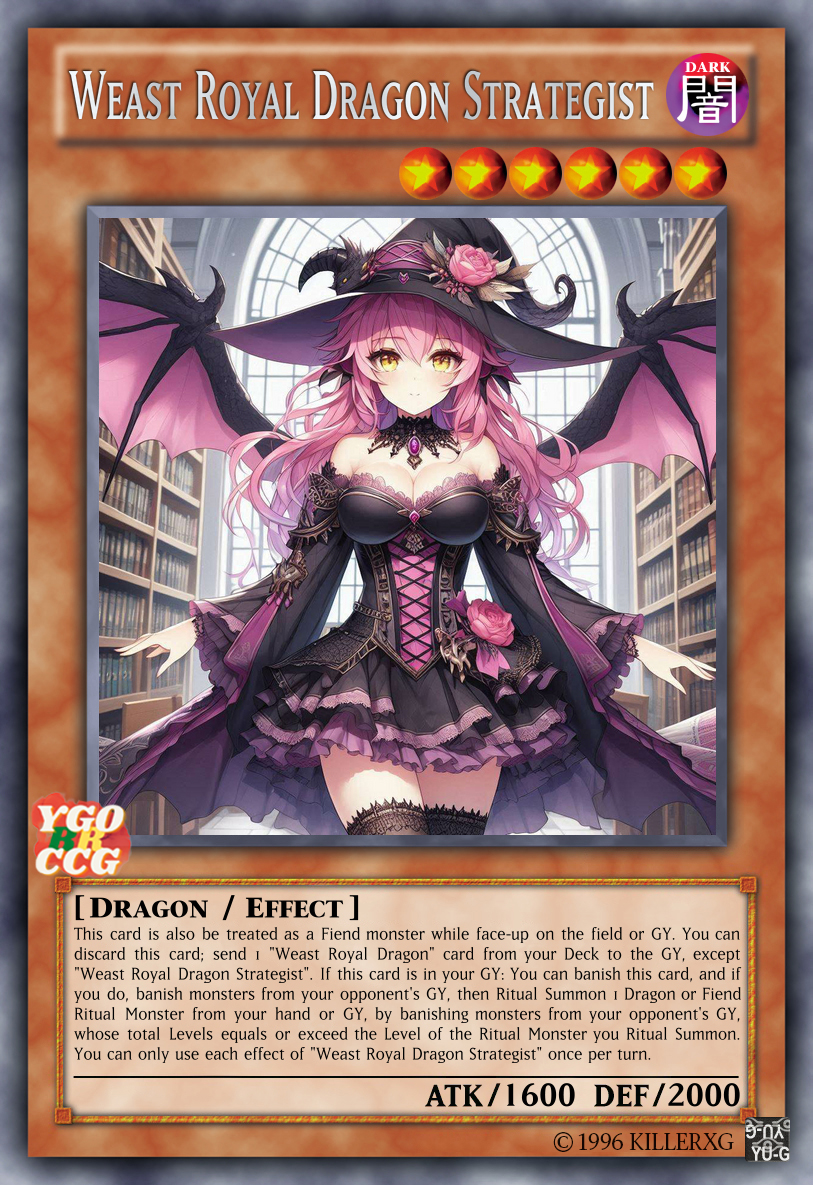 Weast Royal Dragon Strategist
DARK
闇
YGO
RR
CCG
[ Dragon / Effect ]
This card is also be treated as a Fiend monster while face-up on the field or GY. You can
discard this card; send 1 "Weast Royal Dragon" card from your Deck to the GY, except
"Weast Royal Dragon Strategist". If this card is in your GY: You can banish this card, and if
you do, banish monsters from your opponent's GY, then Ritual Summon 1 Dragon or Fiend
Ritual Monster from your hand or GY, by banishing monsters from your opponent's GY,
whose total Levels equals or exceed the Level of the Ritual Monster you Ritual Summon.
You can only use each effect of "Weast Royal Dragon Strategist" once per turn.
ATK/1600 DEF/2000
© 1996 KILLERXG
YU-G